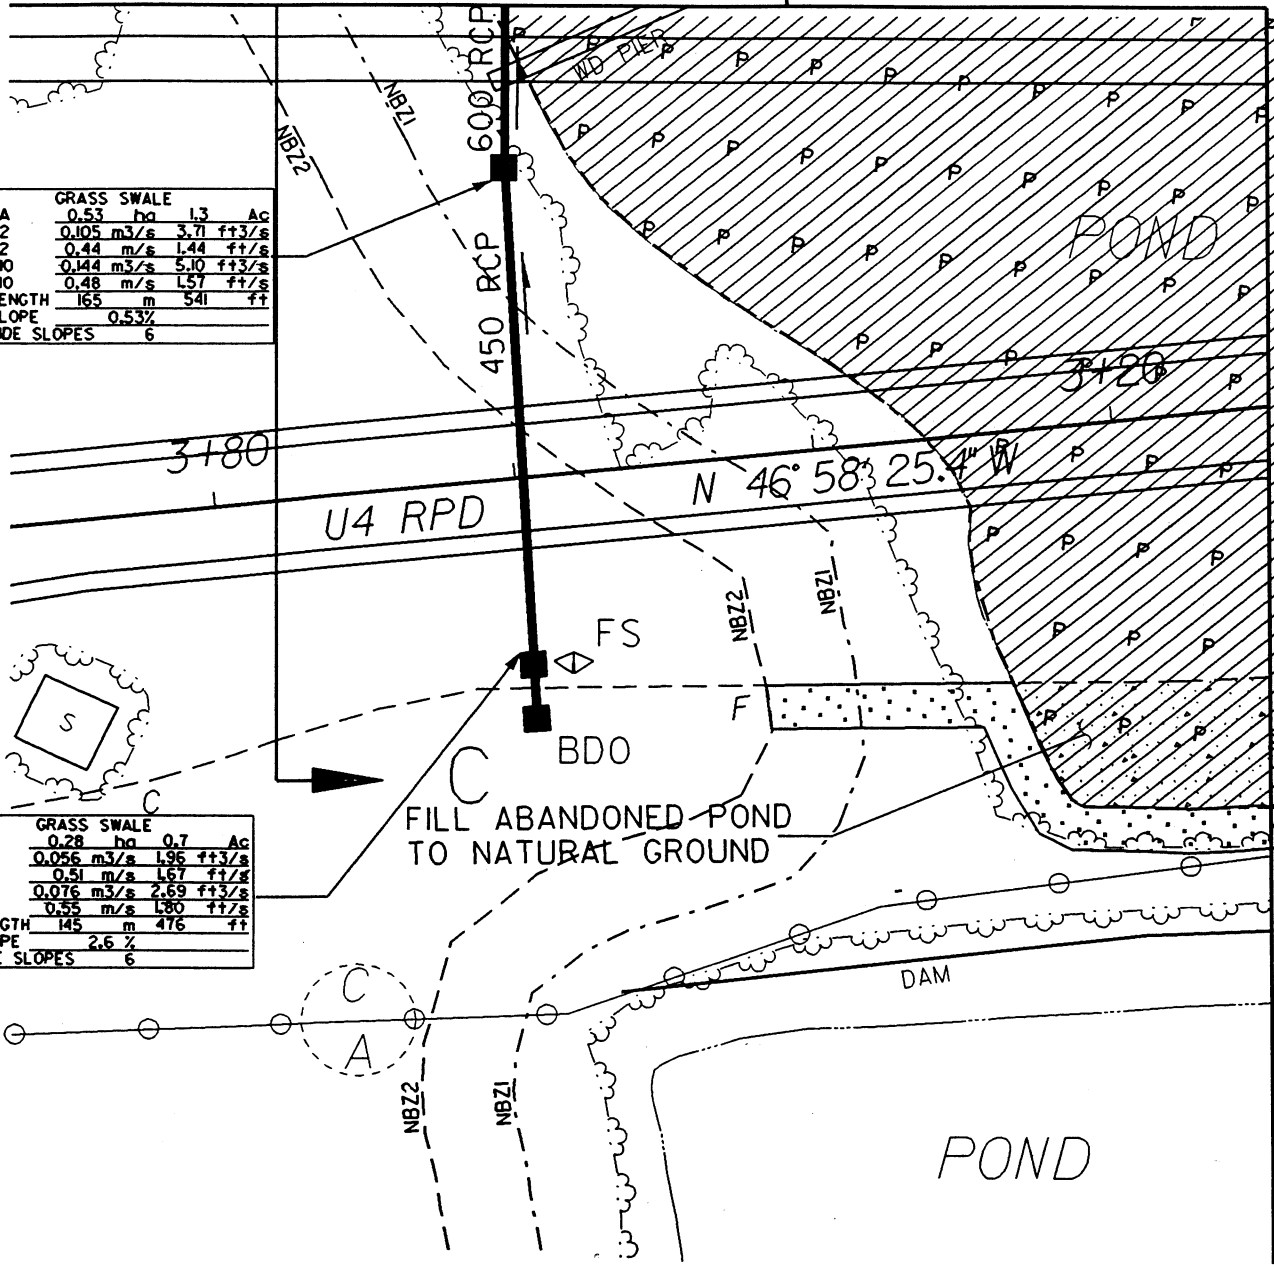 600 RCP
WD PIER
NBZ1
NBZ2
GRASS SWALE
A 0.53 ha 1.3 Ac
2 0.105 m3/s 3.71 ft3/s
2 0.44 m/s 1.44 ft/s
10 0.144 m3/s 5.10 ft3/s
10 0.48 m/s 1.57 ft/s
ENGTH 165 m 541 ft
LOPE 0.53%
IDE SLOPES 6
450 RCP
POND
3+80
3+20
U4 RPD
N 46° 58' 25.4" W
NBZ2
NBZ1
FS
S
F
BDO
C
C
FILL ABANDONED POND
TO NATURAL GROUND
GRASS SWALE
0.28 ha 0.7 Ac
0.056 m3/s 1.96 ft3/s
0.51 m/s 1.67 ft/s
0.076 m3/s 2.69 ft3/s
0.55 m/s 1.80 ft/s
GTH 145 m 476 ft
PE 2.6 %
E SLOPES 6
C
A
DAM
NBZ2
NBZ1
POND
P P P P P P P P P P
P P P P P P P P P P
P P P P P P P P P
P P P P P P
P P P P
P P P P
P P
P P P